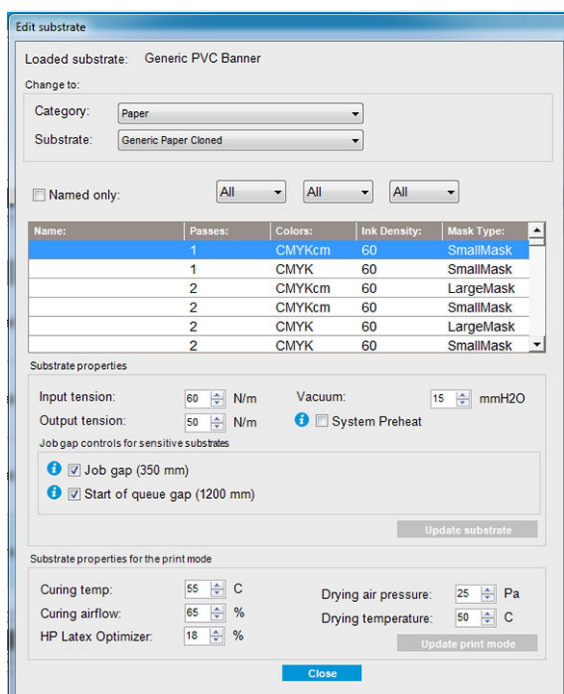 Edit substrate
Loaded substrate: Generic PVC Banner
Change to:
Category: Paper
Substrate: Generic Paper Cloned
Named only: All All All
Name: Passes: Colors: Ink Density: Mask Type:
1 CMYKcm 60 SmallMask
1 CMYK 60 SmallMask
2 CMYKcm 60 LargeMask
2 CMYKcm 60 SmallMask
2 CMYK 60 LargeMask
2 CMYK 60 SmallMask
Substrate properties
Input tension: 60 N/m Vacuum: 15 mmH2O
Output tension: 50 N/m System Preheat
Job gap controls for sensitive substrates
Job gap (350 mm)
Start of queue gap (1200 mm)
Update substrate
Substrate properties for the print mode
Curing temp: 55 C Drying air pressure: 25 Pa
Curing airflow: 65 % Drying temperature: 50 C
HP Latex Optimizer: 18 % Update print mode
Close